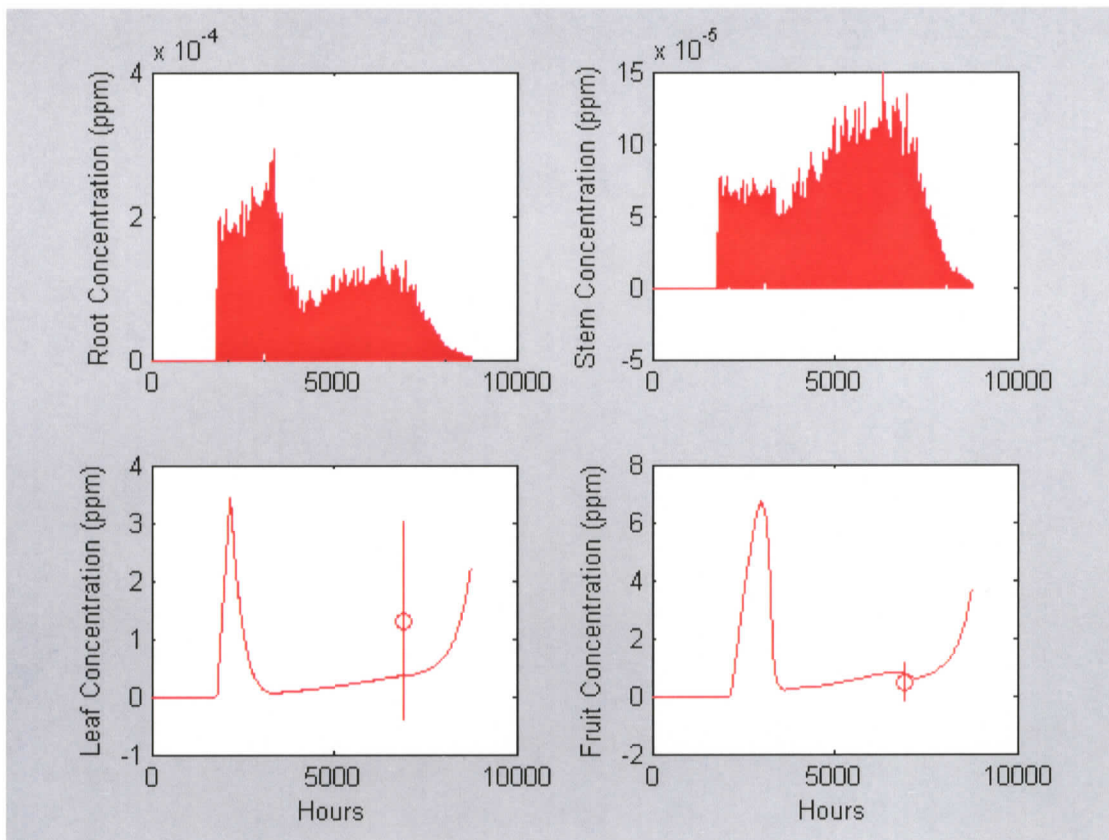 x 10-4
Root Concentration (ppm)
4
2
0
0 5000 10000
x 10-5
Stem Concentration (ppm)
15
10
5
0
-5
0 5000 10000
Leaf Concentration (ppm)
4
3
2
1
0
-1
0 5000 10000
Hours
Fruit Concentration (ppm)
8
6
4
2
0
-2
0 5000 10000
Hours